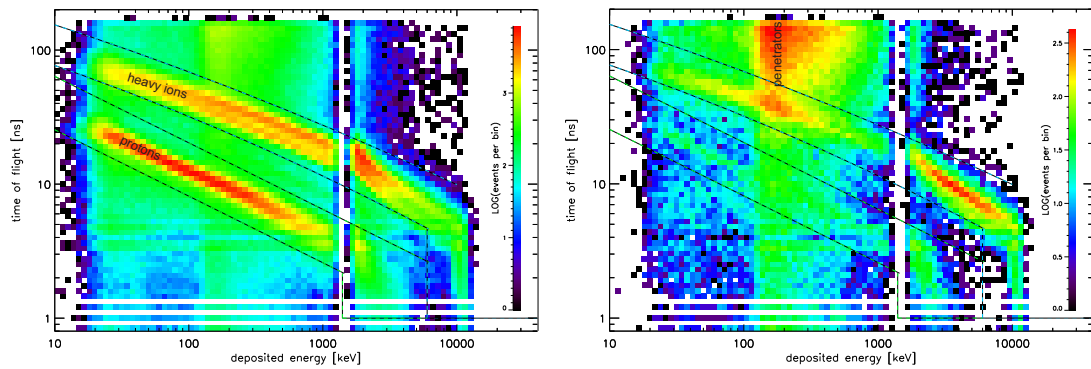 time of flight [ns]
100
10
1
heavy ions
protons
3
2
1
0
LOG(events per bin)
10
100
1000
10000
deposited energy [keV]
time of flight [ns]
100
10
1
penetrators
2.5
2.0
1.5
1.0
0.5
0.0
LOG(events per bin)
10
100
1000
10000
deposited energy [keV]